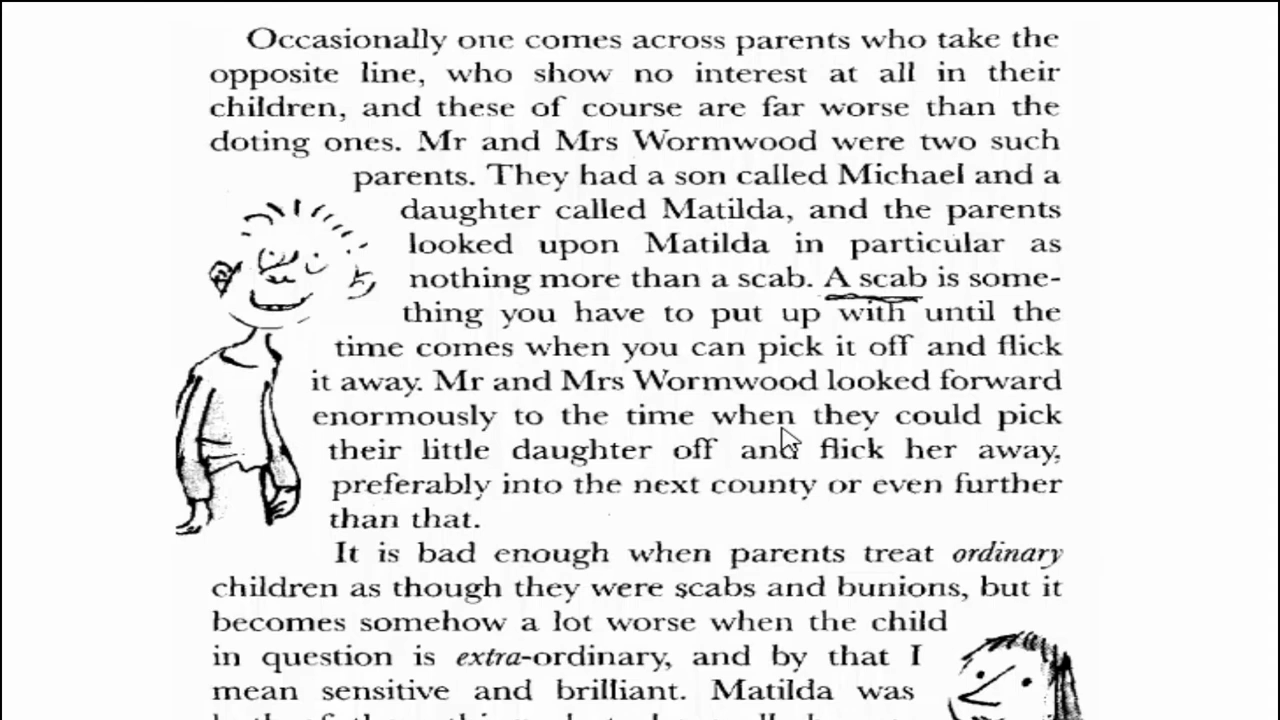 Occasionally one comes across parents who take the
opposite line, who show no interest at all in their
children, and these of course are far worse than the
doting ones. Mr and Mrs Wormwood were two such
parents. They had a son called Michael and a
daughter called Matilda, and the parents
looked upon Matilda in particular as
nothing more than a scab. A scab is some-
thing you have to put up with until the
time comes when you can pick it off and flick
it away. Mr and Mrs Wormwood looked forward
enormously to the time when they could pick
their little daughter off and flick her away,
preferably into the next county or even further
than that.
It is bad enough when parents treat ordinary
children as though they were scabs and bunions, but it
becomes somehow a lot worse when the child
in question is extra-ordinary, and by that I
mean sensitive and brilliant. Matilda was